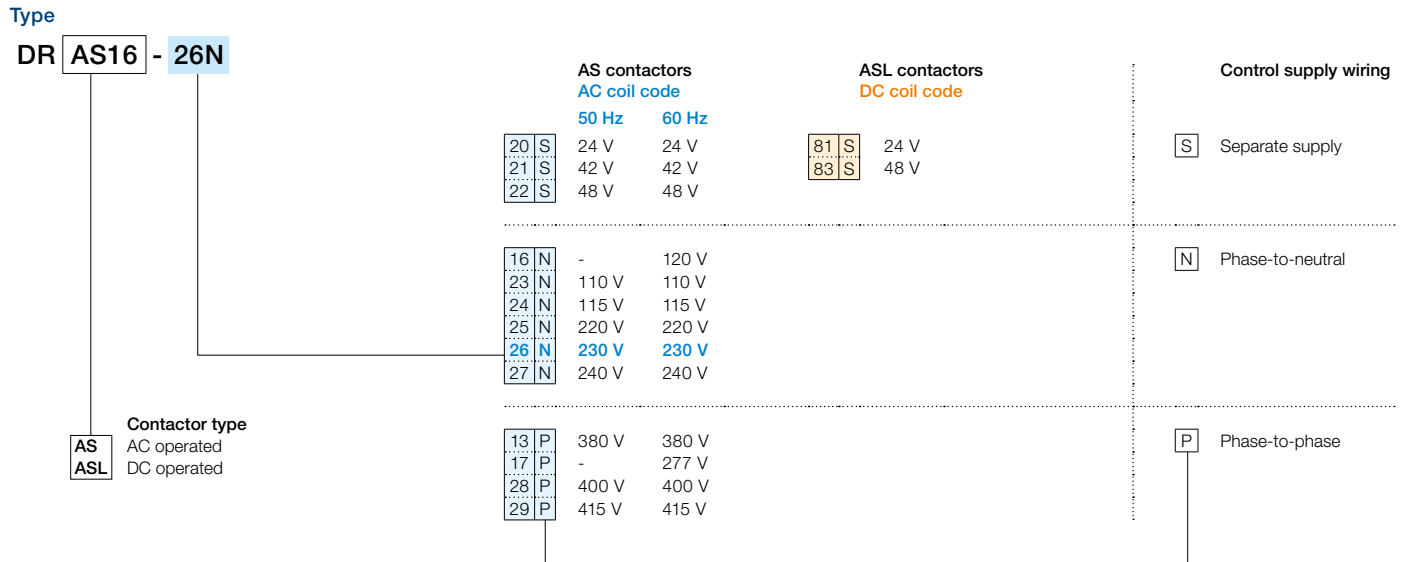 Type
DR AS16 - 26N
AS contactors ASL contactors Control supply wiring
AC coil code DC coil code
50 Hz 60 Hz
20 S 24 V 24 V 81 S 24 V S Separate supply
21 S 42 V 42 V 83 S 48 V
22 S 48 V 48 V
16 N - 120 V N Phase-to-neutral
23 N 110 V 110 V
24 N 115 V 115 V
25 N 220 V 220 V
26 N 230 V 230 V
27 N 240 V 240 V
Contactor type
AS AC operated
ASL DC operated
13 P 380 V 380 V P Phase-to-phase
17 P - 277 V
28 P 400 V 400 V
29 P 415 V 415 V